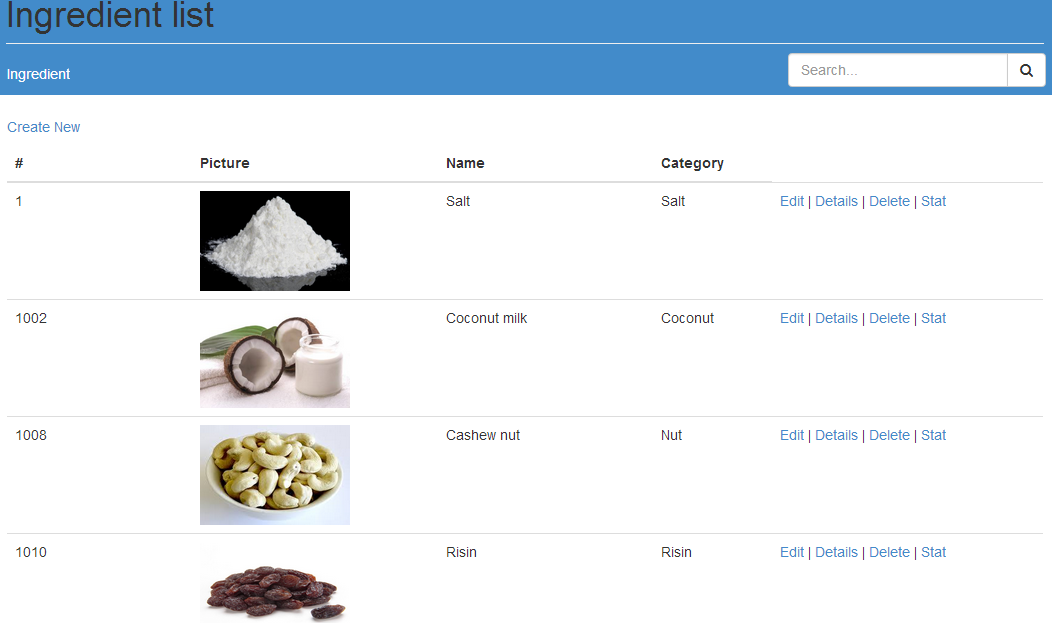 Ingredient list
Ingredient
Search...
Create New
# Picture Name Category
1 Salt Salt Edit | Details | Delete | Stat
1002 Coconut milk Coconut Edit | Details | Delete | Stat
1008 Cashew nut Nut Edit | Details | Delete | Stat
1010 Risin Risin Edit | Details | Delete | Stat